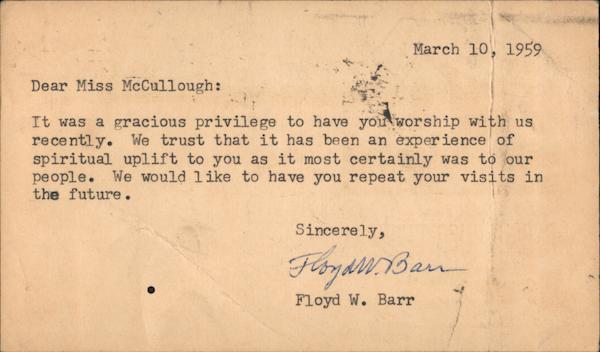 March 10, 1959
Dear Miss McCullough:
It was a gracious privilege to have you worship with us
recently. We trust that it has been an experience of
spiritual uplift to you as it most certainly was to our
people. We would like to have you repeat your visits in
the future.
Sincerely,
Floyd W. Barr
Floyd W. Barr